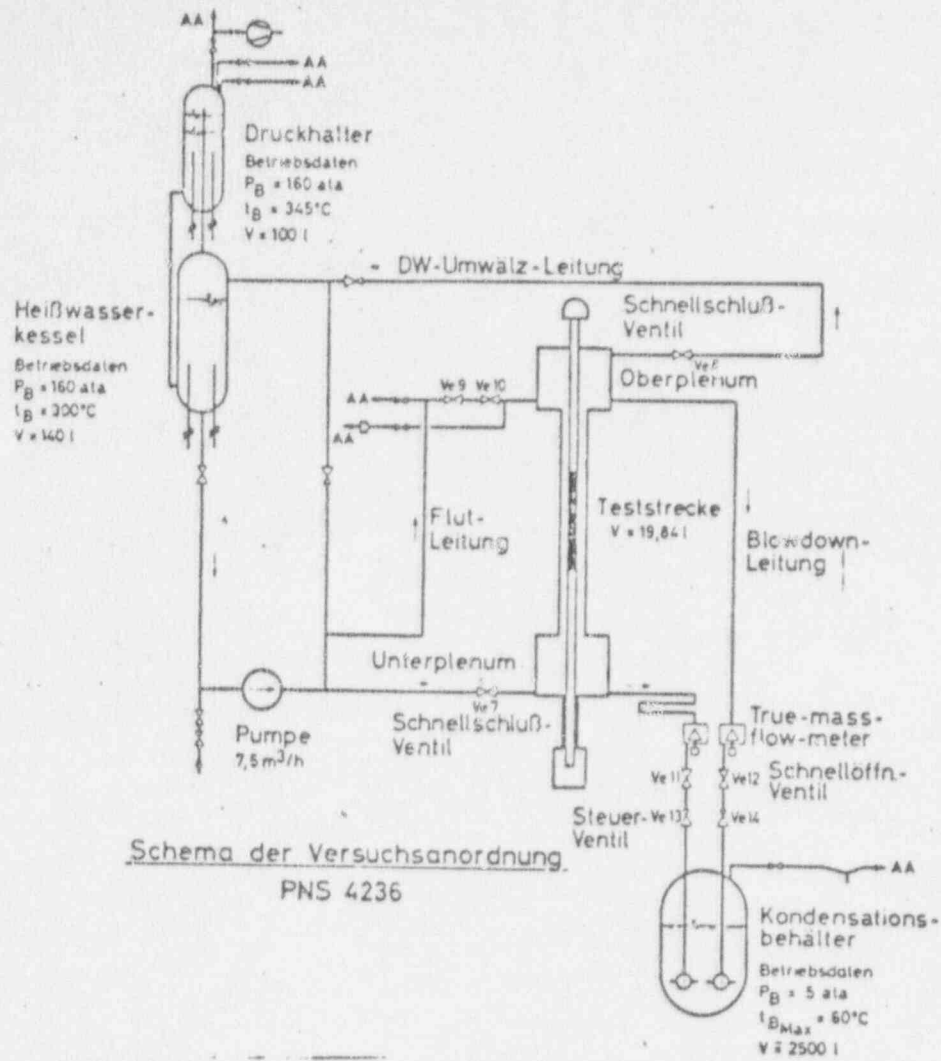 AA
AA
AA
Druckhalter
Betriebsdaten
P_B = 160 ata
t_B = 345°C
V = 100 l
- DW-Umwälz-Leitung
Heißwasser-
kessel
Betriebsdaten
P_B = 160 ata
t_B = 300°C
V = 140 l
Schnellschluß-
Ventil
Ve 8
Oberplenum
Ve 9
Ve 10
AA
AA
Flut-
Leitung
Teststrecke
V = 19,84 l
Blowdown-
Leitung
Unterplenum
Ve 7
Schnellschluß-
Ventil
Pumpe
7,5 m³/h
True-mass-
flow-meter
Ve 11
Ve 12
Schnellöffn.-
Ventil
Steuer-
Ventil
Ve 13
Ve 14
Schema der Versuchsanordnung
PNS 4236
AA
Kondensations-
behälter
Betriebsdaten
P_B = 5 ata
t_B Max = 60°C
V = 2500 l